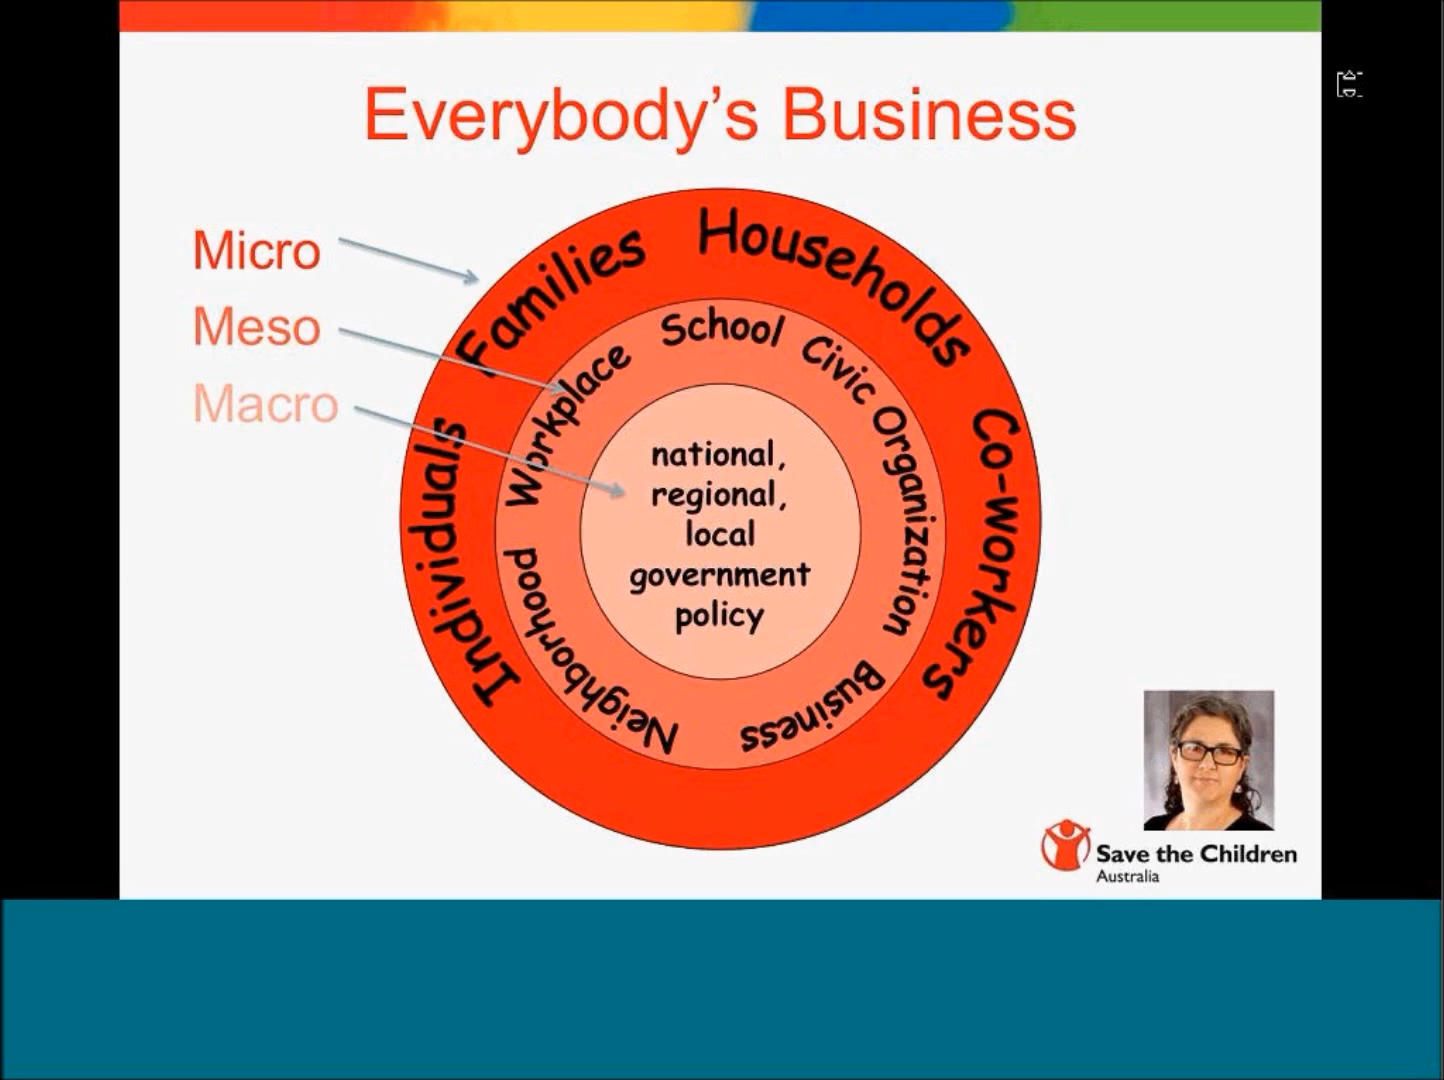 Everybody's Business
Micro
Meso
Macro
Individuals
Families
Households
Co-workers
Neighborhood
Workplace
School
Civic Organization
Business
national,
regional,
local
government
policy
Save the Children
Australia